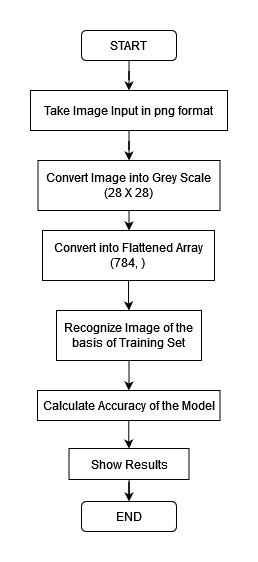 START
Take Image Input in png format
Convert Image into Grey Scale
(28 X 28)
Convert into Flattened Array
(784, )
Recognize Image of the
basis of Training Set
Calculate Accuracy of the Model
Show Results
END